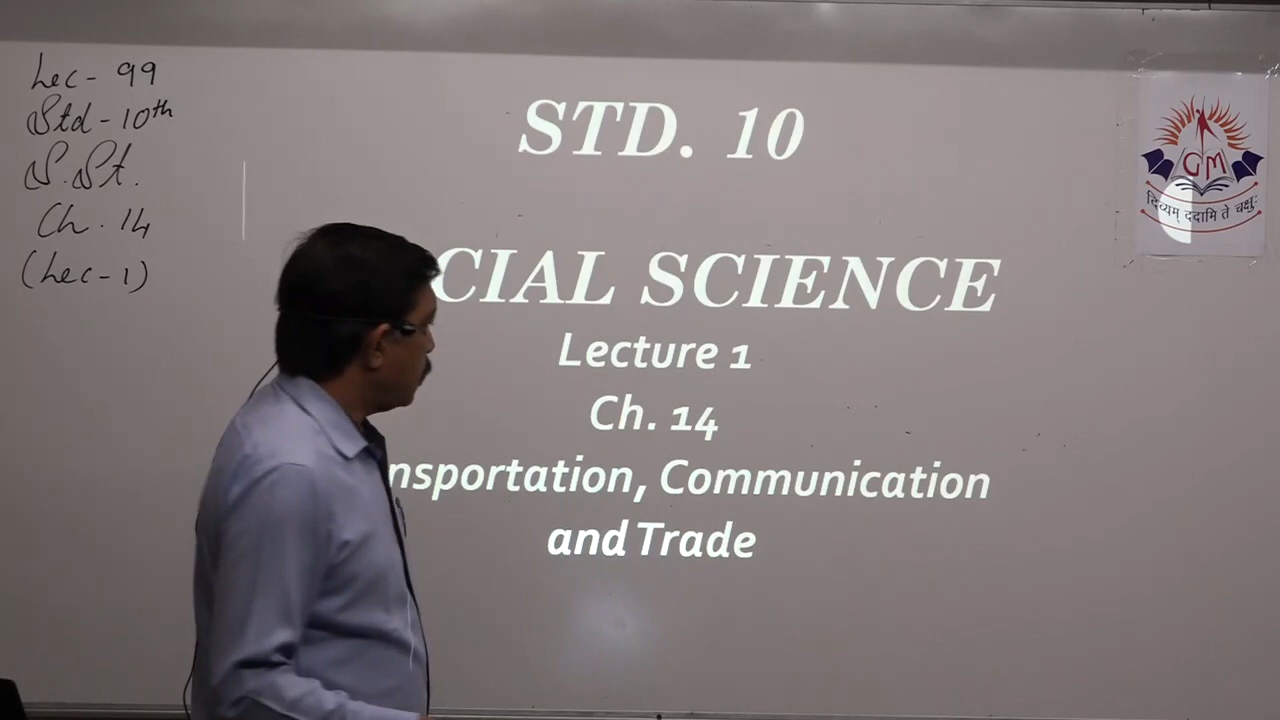 Lec - 99
Std - 10th
S.St.
Ch. 14
(Lec - 1)
STD. 10
CIAL SCIENCE
Lecture 1
Ch. 14
nsportation, Communication
and Trade
GM
दिव्यम् ददामि ते चक्षुः